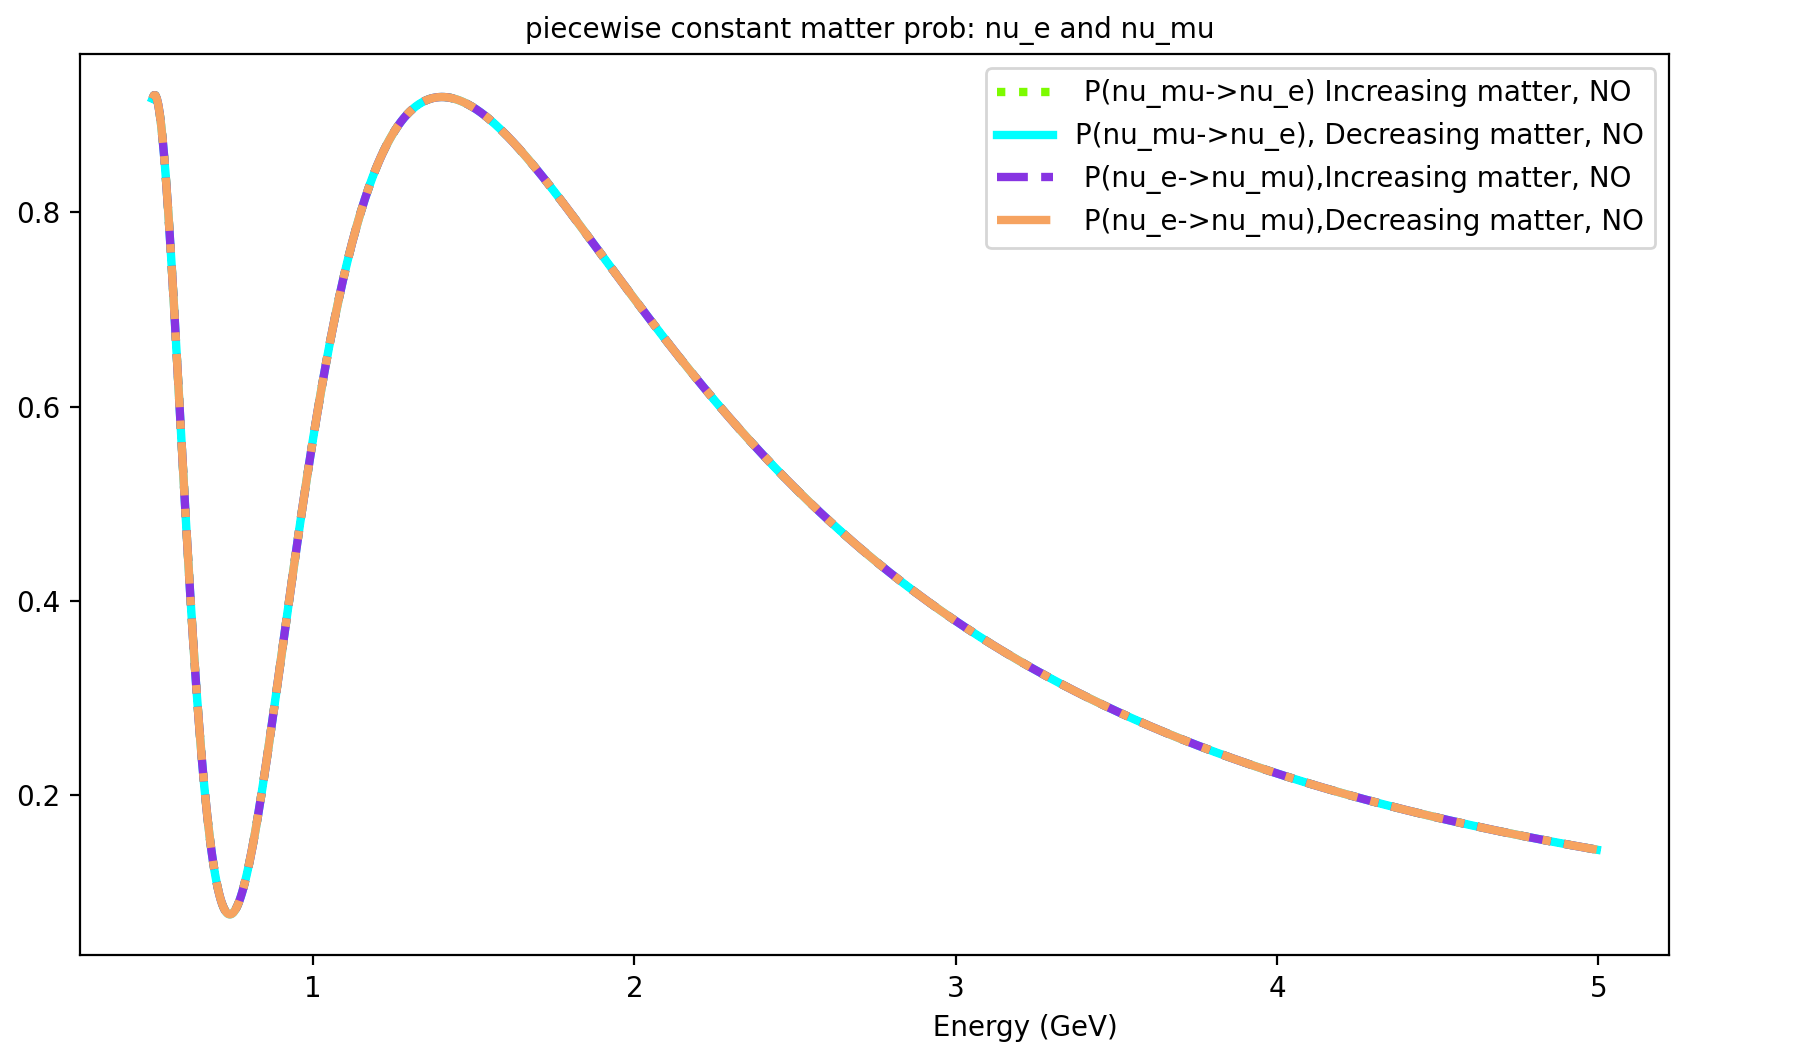 piecewise constant matter prob: nu_e and nu_mu
P(nu_mu->nu_e) Increasing matter, NO
P(nu_mu->nu_e), Decreasing matter, NO
P(nu_e->nu_mu),Increasing matter, NO
P(nu_e->nu_mu),Decreasing matter, NO
0.8
0.6
0.4
0.2
1 2 3 4 5
Energy (GeV)